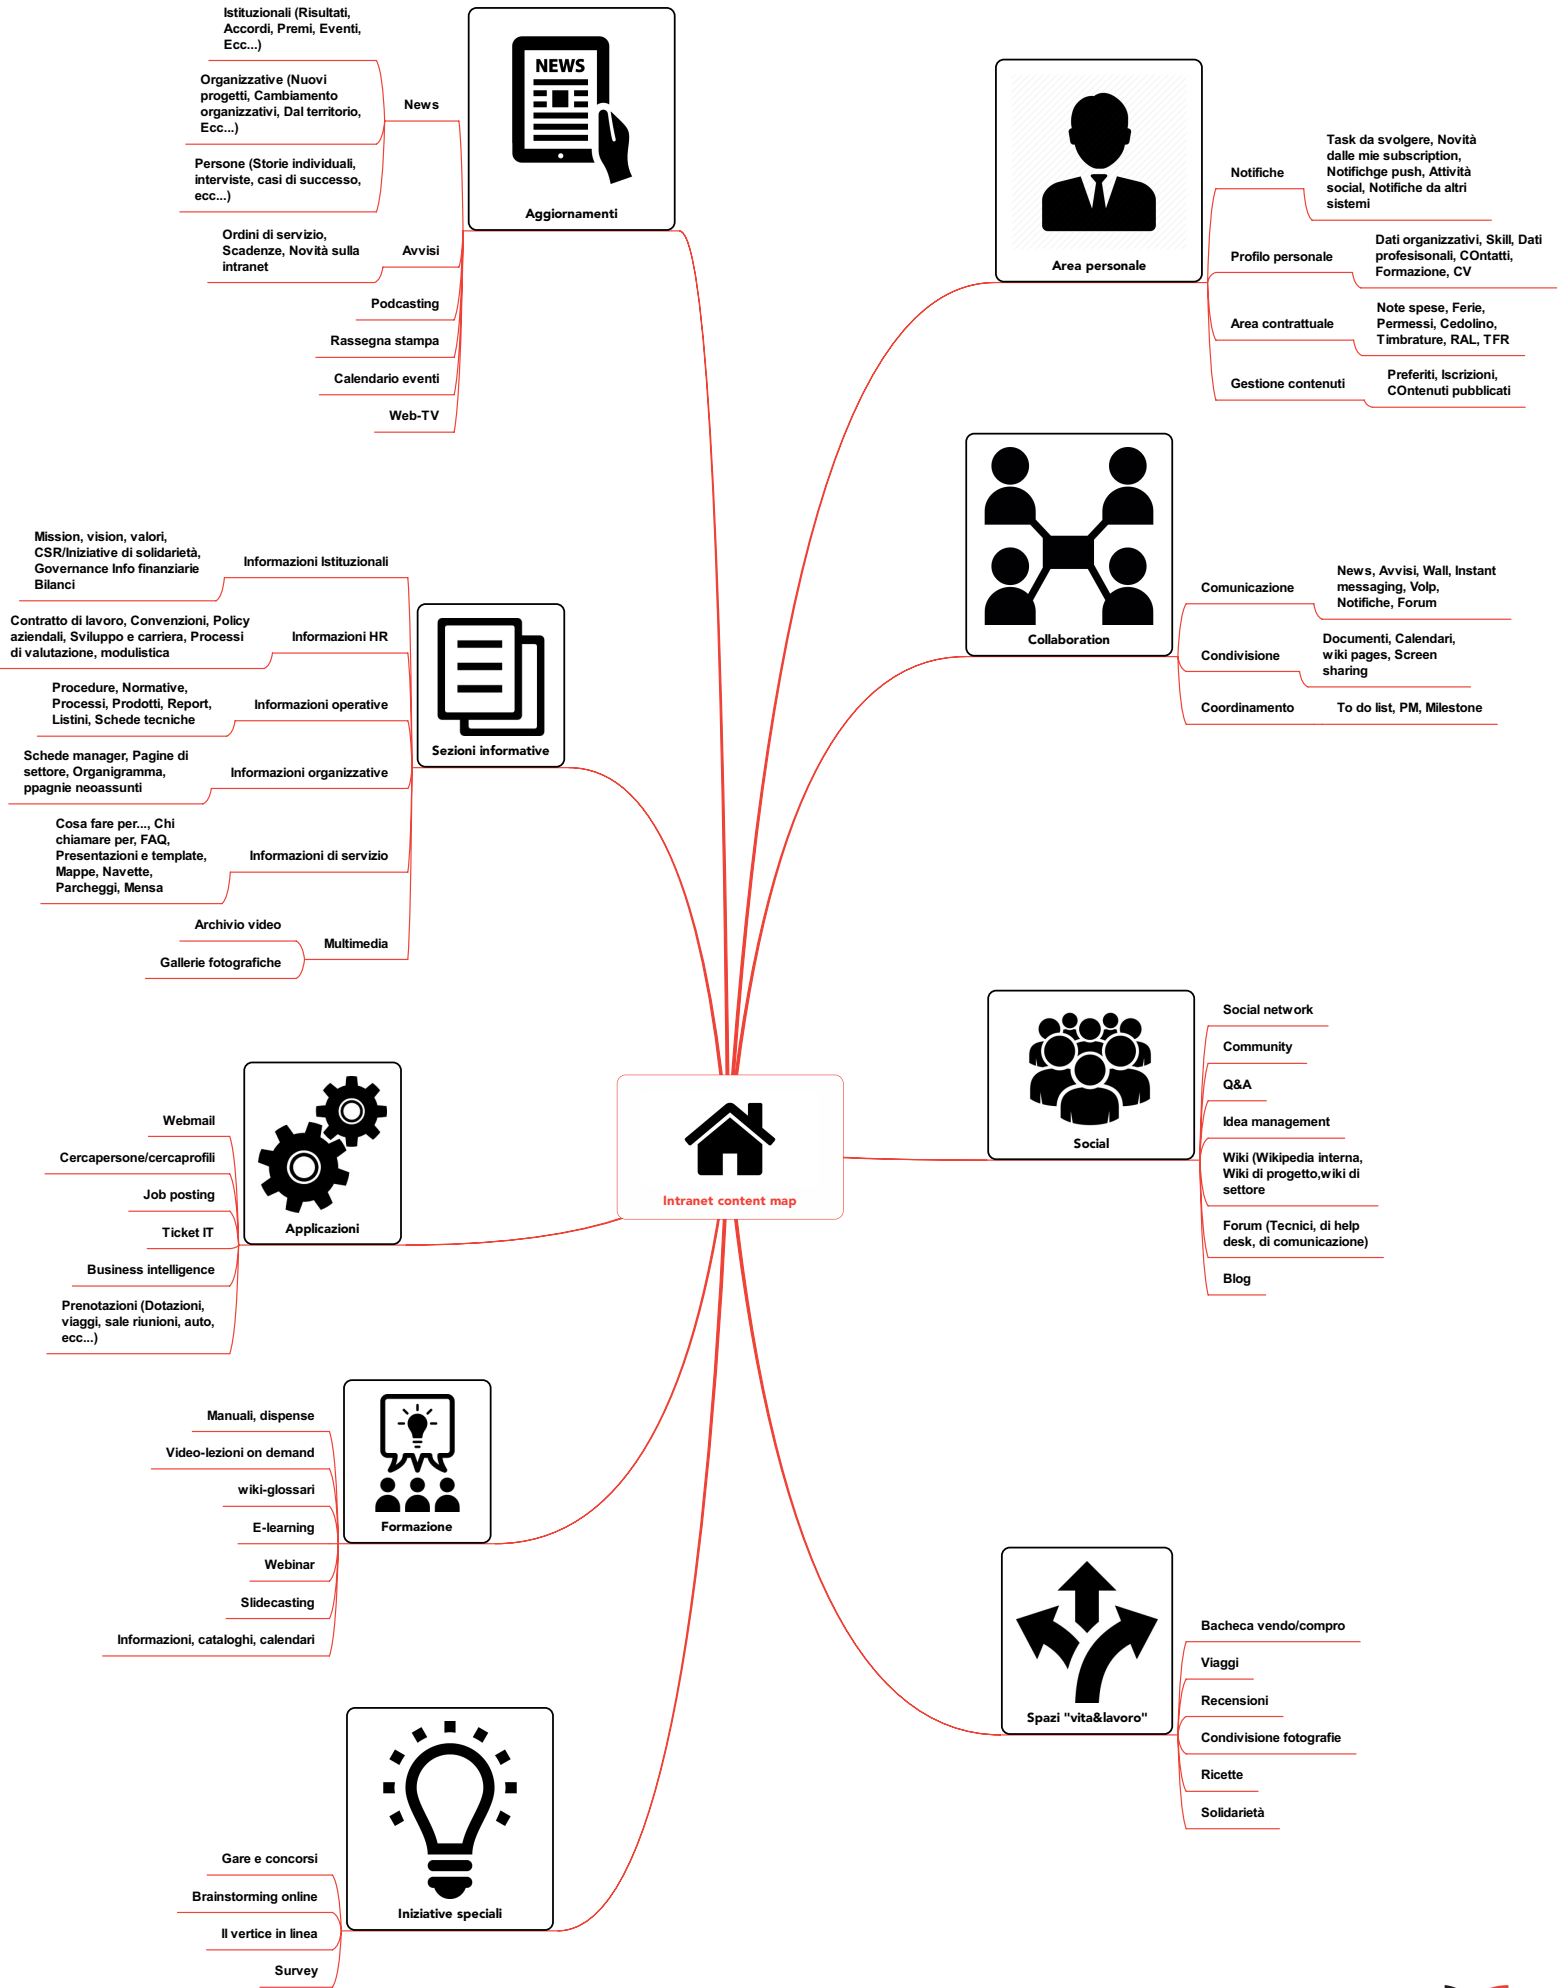 Istituzionali (Risultati,
Accordi, Premi, Eventi,
Ecc...)
Organizzative (Nuovi
progetti, Cambiamento
organizzativi, Dal territorio,
Ecc...)
Persone (Storie individuali,
interviste, casi di successo,
ecc...)
News
Ordini di servizio,
Scadenze, Novità sulla
intranet
Avvisi
Podcasting
Rassegna stampa
Calendario eventi
Web-TV
NEWS
Aggiornamenti
Mission, vision, valori,
CSR/Iniziative di solidarietà,
Governance Info finanziarie
Bilanci
Informazioni Istituzionali
Contratto di lavoro, Convenzioni, Policy
aziendali, Sviluppo e carriera, Processi
di valutazione, modulistica
Informazioni HR
Procedure, Normative,
Processi, Prodotti, Report,
Listini, Schede tecniche
Informazioni operative
Schede manager, Pagine di
settore, Organigramma,
ppagnie neoassunti
Informazioni organizzative
Cosa fare per..., Chi
chiamare per, FAQ,
Presentazioni e template,
Mappe, Navette,
Parcheggi, Mensa
Informazioni di servizio
Archivio video
Gallerie fotografiche
Multimedia
Sezioni informative
Webmail
Cercapersone/cercaprofili
Job posting
Ticket IT
Business intelligence
Prenotazioni (Dotazioni,
viaggi, sale riunioni, auto,
ecc...)
Applicazioni
Manuali, dispense
Video-lezioni on demand
wiki-glossari
E-learning
Webinar
Slidecasting
Informazioni, cataloghi, calendari
Formazione
Gare e concorsi
Brainstorming online
Il vertice in linea
Survey
Iniziative speciali
Intranet content map
Area personale
Notifiche
Task da svolgere, Novità
dalle mie subscription,
Notifichge push, Attività
social, Notifiche da altri
sistemi
Profilo personale
Dati organizzativi, Skill, Dati
profesisonali, COntatti,
Formazione, CV
Area contrattuale
Note spese, Ferie,
Permessi, Cedolino,
Timbrature, RAL, TFR
Gestione contenuti
Preferiti, Iscrizioni,
COntenuti pubblicati
Collaboration
Comunicazione
News, Avvisi, Wall, Instant
messaging, VoIp,
Notifiche, Forum
Condivisione
Documenti, Calendari,
wiki pages, Screen
sharing
Coordinamento
To do list, PM, Milestone
Social
Social network
Community
Q&A
Idea management
Wiki (Wikipedia interna,
Wiki di progetto,wiki di
settore
Forum (Tecnici, di help
desk, di comunicazione)
Blog
Spazi "vita&lavoro"
Bacheca vendo/compro
Viaggi
Recensioni
Condivisione fotografie
Ricette
Solidarietà